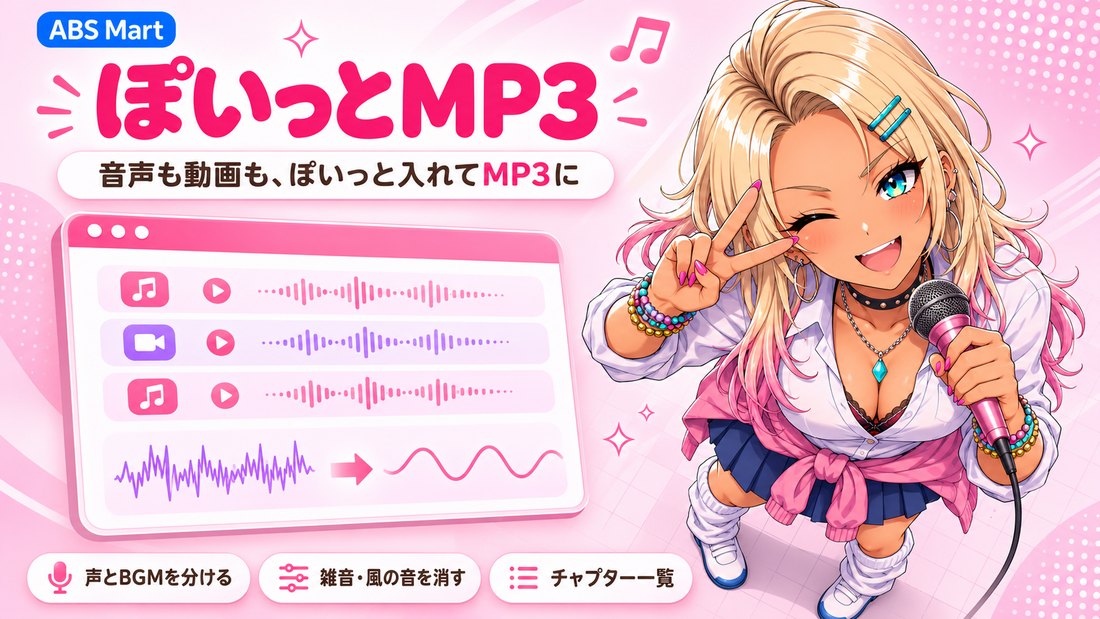 ABS Mart
ぽいっとMP3
音声も動画も、ぽいっと入れてMP3に
声とBGMを分ける
雑音・風の音を消す
チャプター一覧